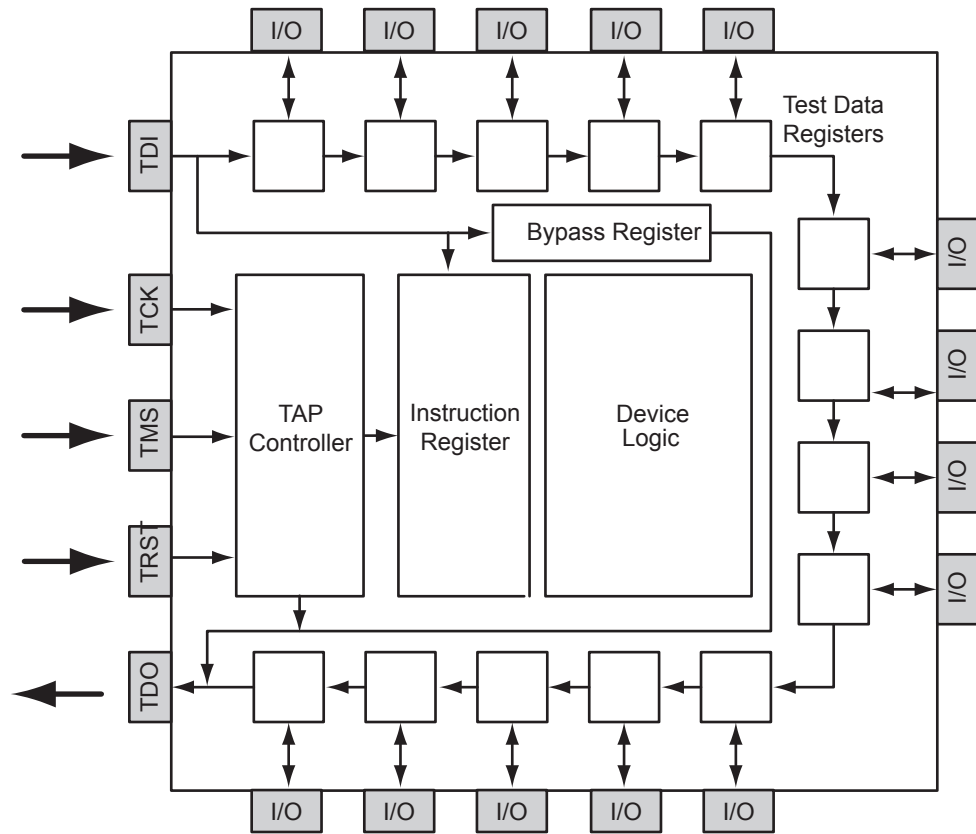 I/O
I/O
I/O
I/O
I/O
Test Data
Registers
TDI
Bypass Register
I/O
TCK
I/O
TAP
Controller
Instruction
Register
Device
Logic
TMS
I/O
TRST
I/O
TDO
I/O
I/O
I/O
I/O
I/O